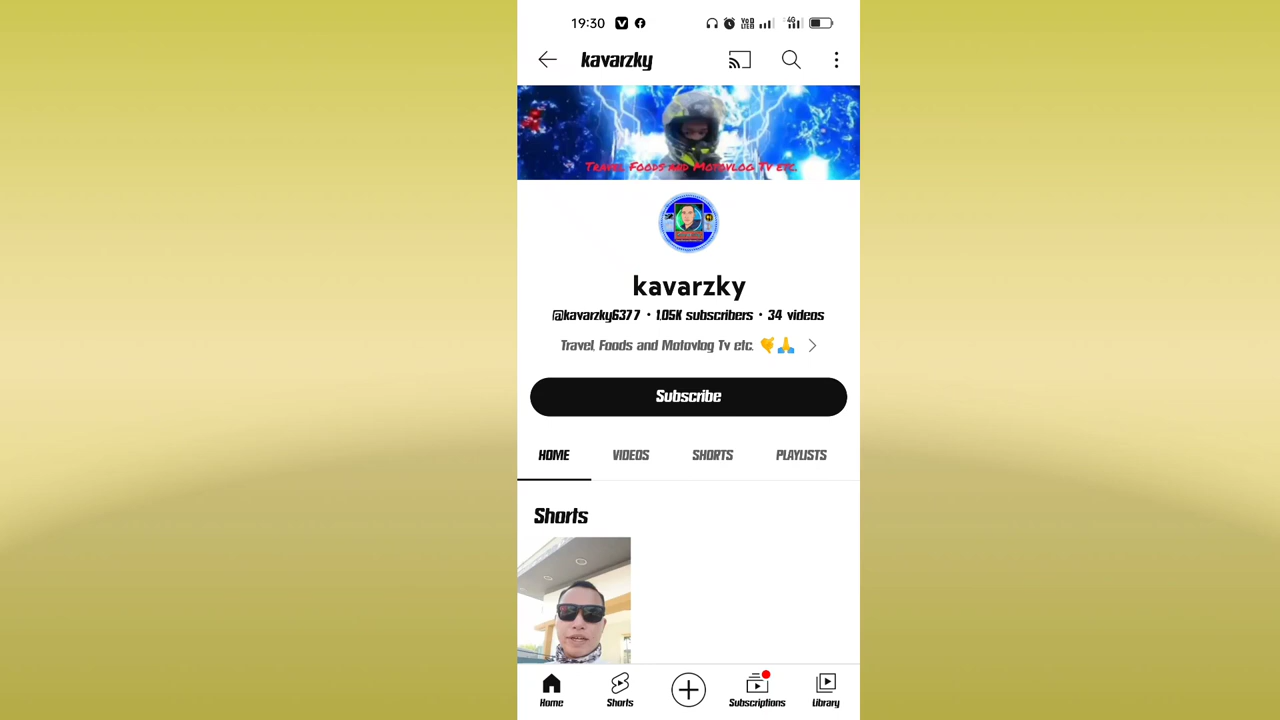 19:30
4G
kavarzky
Travel Foods and Motovlog Tv etc.
kavarzky
@kavarzky6377 · 1.05K subscribers · 34 videos
Travel, Foods and Motovlog Tv etc.
Subscribe
HOME VIDEOS SHORTS PLAYLISTS
Shorts
Home Shorts Subscriptions Library